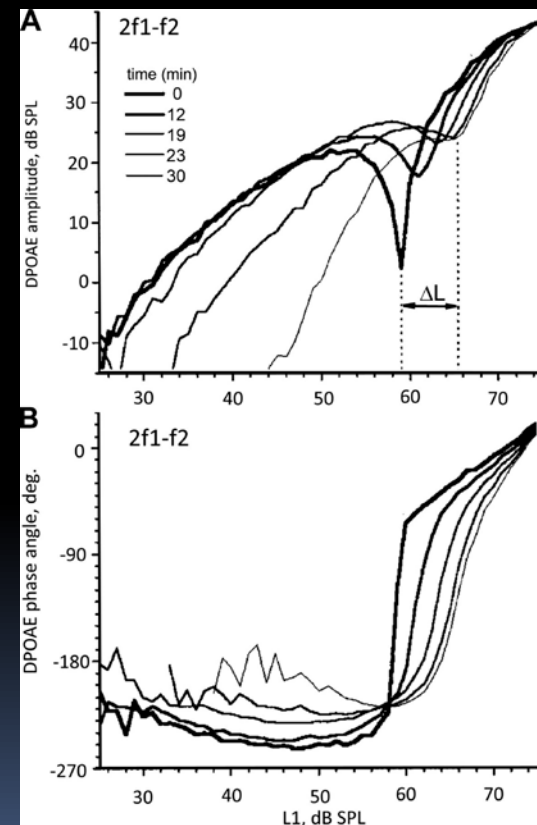 A
2f1-f2
time (min)
0
12
19
23
30
DPOAE amplitude, dB SPL
40
30
20
10
0
-10
ΔL
30 40 50 60 70
B
2f1-f2
DPOAE phase angle, deg.
0
-90
-180
-270
30 40 50 60 70
L1, dB SPL